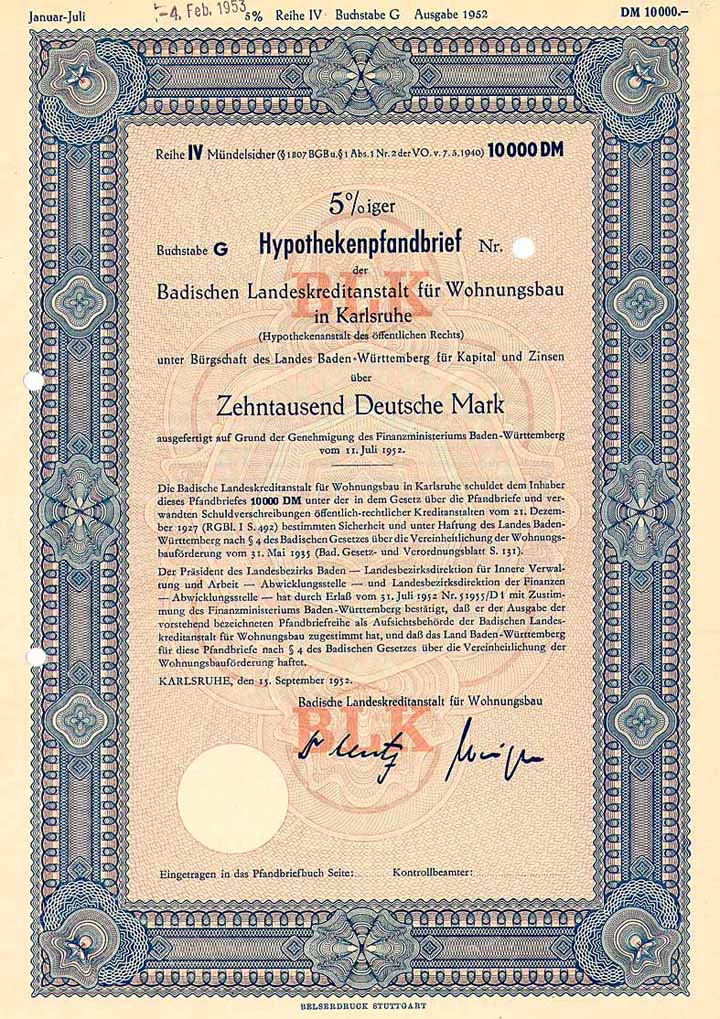 Januar-Juli -4. Feb. 1953 5% Reihe IV · Buchstabe G Ausgabe 1952 DM 10000.–
Reihe IV Mündelsicher (§ 1807 BGB u. § 1 Abs. 1 Nr. 2 der VO. v. 7. 5. 1940) 10000 DM
5%iger
Buchstabe G Hypothekenpfandbrief Nr.
der
Badischen Landeskreditanstalt für Wohnungsbau
in Karlsruhe
(Hypothekenanstalt des öffentlichen Rechts)
unter Bürgschaft des Landes Baden-Württemberg für Kapital und Zinsen
über
Zehntausend Deutsche Mark
ausgefertigt auf Grund der Genehmigung des Finanzministeriums Baden-Württemberg
vom 11. Juli 1952.
Die Badische Landeskreditanstalt für Wohnungsbau in Karlsruhe schuldet dem Inhaber
dieses Pfandbriefes 10000 DM unter der in dem Gesetz über die Pfandbriefe und ver-
wandten Schuldverschreibungen öffentlich-rechtlicher Kreditanstalten vom 21. Dezem-
ber 1927 (RGBl. I S. 492) bestimmten Sicherheit und unter Haftung des Landes Baden-
Württemberg nach § 4 des Badischen Gesetzes über die Vereinheitlichung der Wohnungs-
bauförderung vom 31. Mai 1935 (Bad. Gesetz- und Verordnungsblatt S. 131).
Der Präsident des Landesbezirks Baden — Landesbezirksdirektion für Innere Verwal-
tung und Arbeit — Abwicklungsstelle — und Landesbezirksdirektion der Finanzen
— Abwicklungsstelle — hat durch Erlaß vom 31. Juli 1952 Nr. 51955/D1 mit Zustim-
mung des Finanzministeriums Baden-Württemberg bestätigt, daß er der Ausgabe der
vorstehend bezeichneten Pfandbriefreihe als Aufsichtsbehörde der Badischen Landes-
kreditanstalt für Wohnungsbau zugestimmt hat, und daß das Land Baden-Württemberg
für diese Pfandbriefe nach § 4 des Badischen Gesetzes über die Vereinheitlichung der
Wohnungsbauförderung haftet.
KARLSRUHE, den 15. September 1952.
Badische Landeskreditanstalt für Wohnungsbau
BLK
BLK
Eingetragen in das Pfandbriefbuch Seite: Kontrollbeamter:
BELSERDRUCK STUTTGART